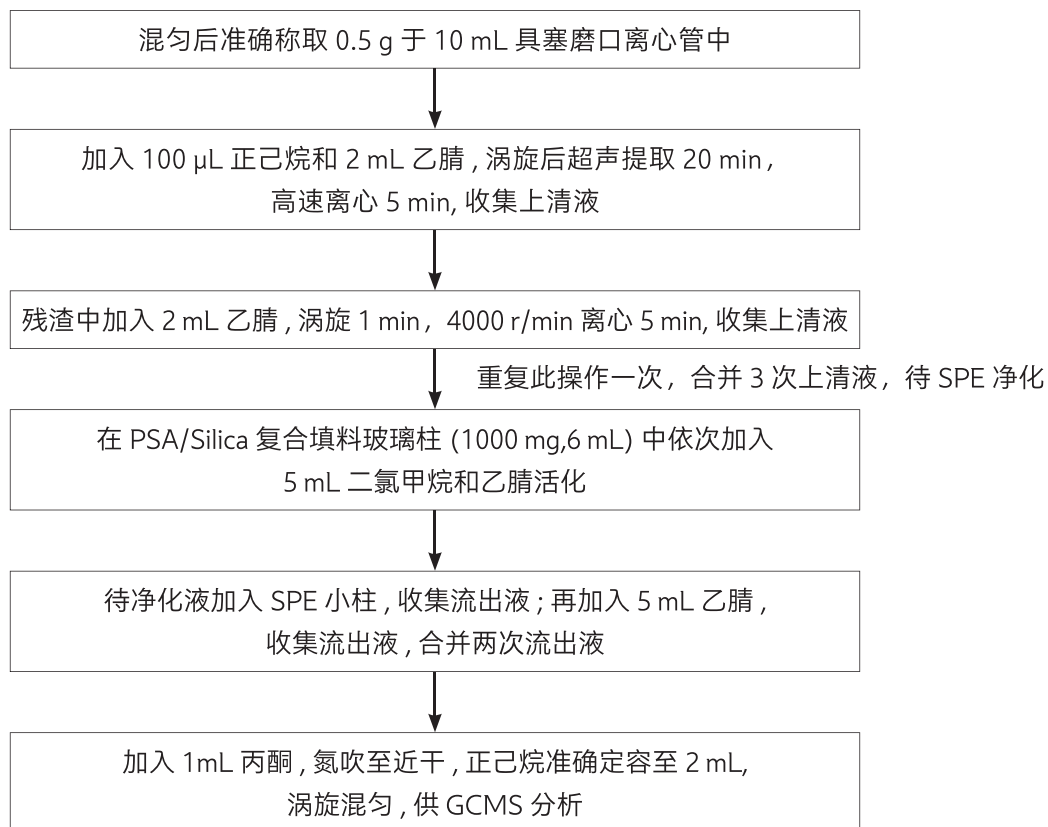 混匀后准确称取 0.5 g 于 10 mL 具塞磨口离心管中
加入 100 μL 正己烷和 2 mL 乙腈 , 涡旋后超声提取 20 min ,
高速离心 5 min, 收集上清液
残渣中加入 2 mL 乙腈 , 涡旋 1 min，4000 r/min 离心 5 min, 收集上清液
重复此操作一次，合并 3 次上清液，待 SPE 净化
在 PSA/Silica 复合填料玻璃柱 (1000 mg,6 mL) 中依次加入
5 mL 二氯甲烷和乙腈活化
待净化液加入 SPE 小柱 , 收集流出液 ; 再加入 5 mL 乙腈 ,
收集流出液 , 合并两次流出液
加入 1mL 丙酮 , 氮吹至近干 , 正己烷准确定容至 2 mL,
涡旋混匀 , 供 GCMS 分析